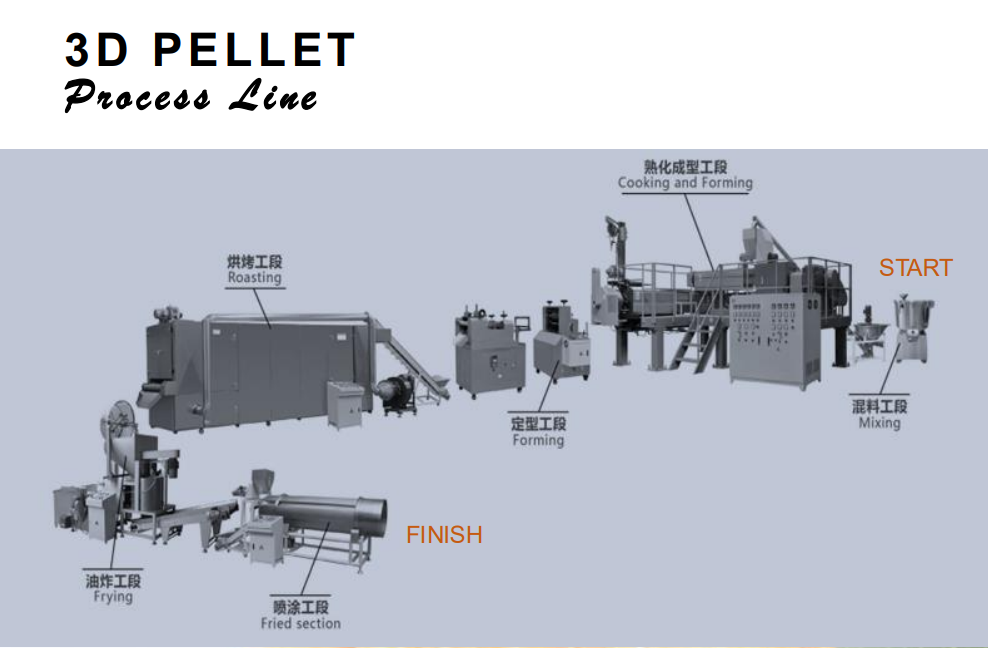 3D PELLET
Process Line
熟化成型工段
Cooking and Forming
START
烘烤工段
Roasting
混料工段
Mixing
定型工段
Forming
FINISH
油炸工段
Frying
喷涂工段
Fried section